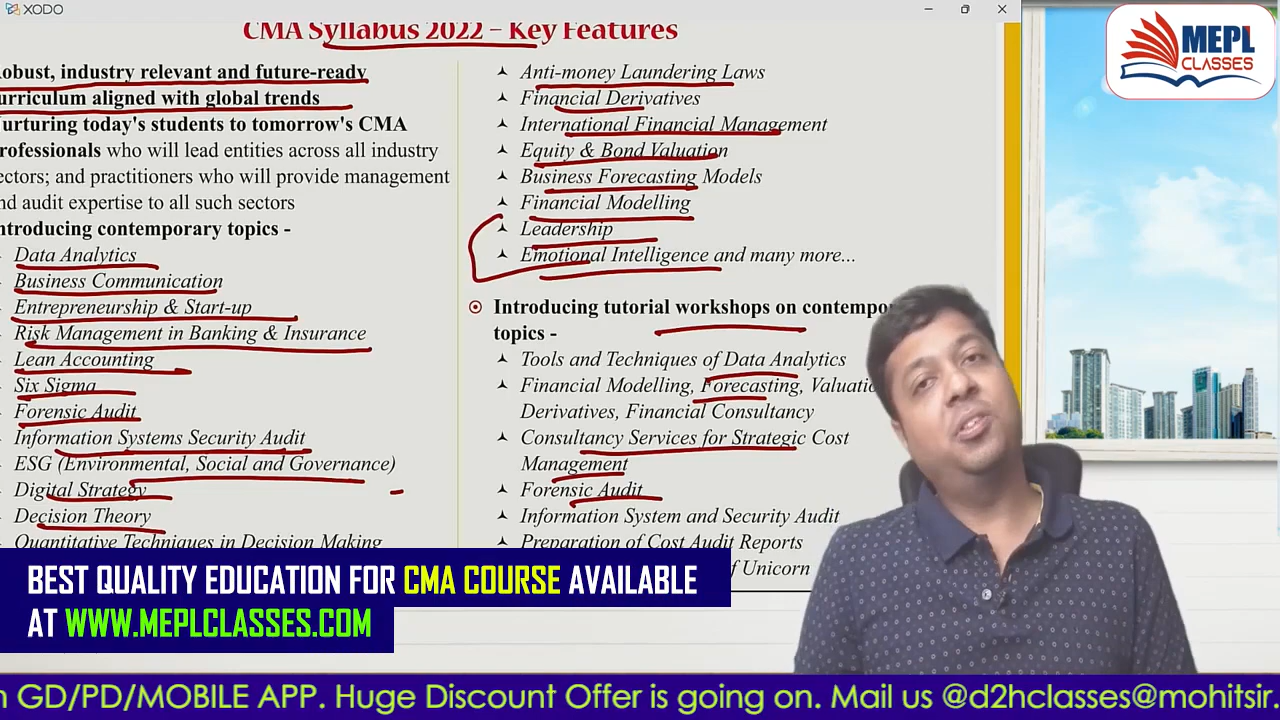 XODO
CMA Syllabus 2022 – Key Features
obust, industry relevant and future-ready
urriculum aligned with global trends
Nurturing today's students to tomorrow's CMA
rofessionals who will lead entities across all industry
ectors; and practitioners who will provide management
nd audit expertise to all such sectors
ntroducing contemporary topics -
Data Analytics
Business Communication
Entrepreneurship & Start-up
Risk Management in Banking & Insurance
Lean Accounting
Six Sigma
Forensic Audit
Information Systems Security Audit
ESG (Environmental, Social and Governance)
Digital Strategy
Decision Theory
Quantitative Techniques in Decision Making
Anti-money Laundering Laws
Financial Derivatives
International Financial Management
Equity & Bond Valuation
Business Forecasting Models
Financial Modelling
Leadership
Emotional Intelligence and many more...
Introducing tutorial workshops on contempo
topics -
Tools and Techniques of Data Analytics
Financial Modelling, Forecasting, Valuatio
Derivatives, Financial Consultancy
Consultancy Services for Strategic Cost
Management
Forensic Audit
Information System and Security Audit
Preparation of Cost Audit Reports
of Unicorn
MEPL
CLASSES
BEST QUALITY EDUCATION FOR CMA COURSE AVAILABLE
AT WWW.MEPLCLASSES.COM
n GD/PD/MOBILE APP. Huge Discount Offer is going on. Mail us @d2hclasses@mohitsir.